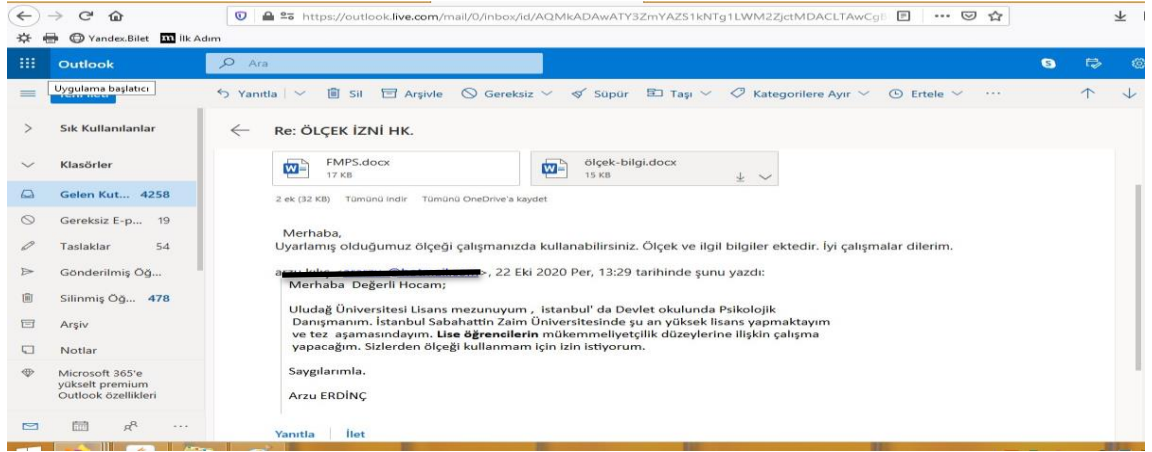 https://outlook.live.com/mail/0/inbox/id/AQMkADAwATY3ZmYAZS1kNTg1LWM2ZjctMDACLTAwCgB
Yandex.Bilet İlk Adım
Outlook
Ara
Uygulama başlatıcı
Yanıtla Sil Arşivle Gereksiz Süpür Taşı Kategorilere Ayır Ertele
Sık Kullanılanlar
Re: ÖLÇEK İZNİ HK.
Klasörler
FMPS.docx
17 KB
ölçek-bilgi.docx
15 KB
Gelen Kut... 4258
2 ek (32 KB) Tümünü indir Tümünü OneDrive'a kaydet
Gereksiz E-p... 19
Taslaklar 54
Gönderilmiş Öğ...
Silinmiş Öğ... 478
Arşiv
Notlar
Microsoft 365'e
yükselt premium
Outlook özellikleri
Merhaba,
Uyarlamış olduğumuz ölçeği çalışmanızda kullanabilirsiniz. Ölçek ve ilgil bilgiler ektedir. İyi çalışmalar dilerim.
, 22 Eki 2020 Per, 13:29 tarihinde şunu yazdı:
Merhaba Değerli Hocam;
Uludağ Üniversitesi Lisans mezunuyum , istanbul' da Devlet okulunda Psikolojik
Danışmanım. İstanbul Sabahattin Zaim Üniversitesinde şu an yüksek lisans yapmaktayım
ve tez aşamasındayım. Lise öğrencilerin mükemmeliyetçilik düzeylerine ilişkin çalışma
yapacağım. Sizlerden ölçeği kullanmam için izin istiyorum.
Saygılarımla.
Arzu ERDİNÇ
Yanıtla İlet